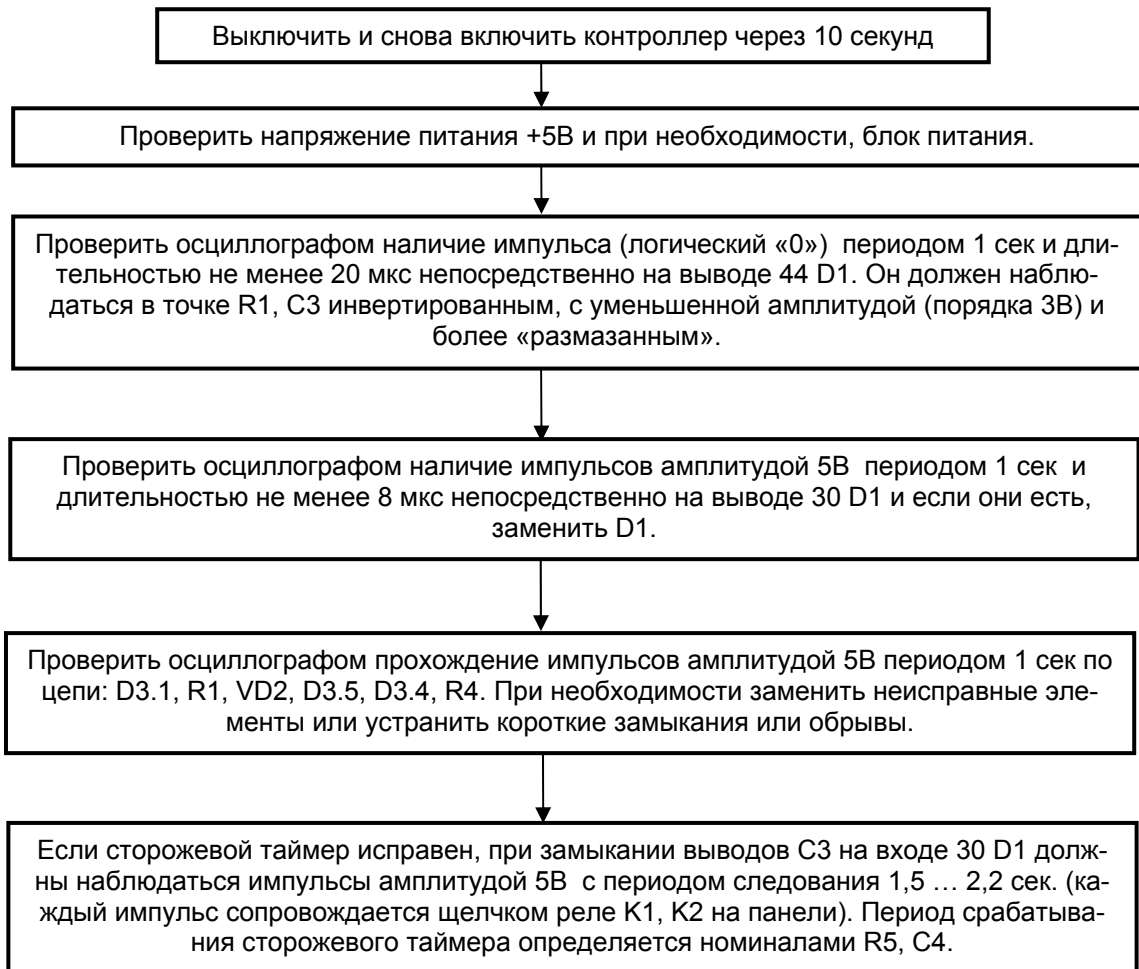 Выключить и снова включить контроллер через 10 секунд
Проверить напряжение питания +5В и при необходимости, блок питания.
Проверить осциллографом наличие импульса (логический «0») периодом 1 сек и дли-
тельностью не менее 20 мкс непосредственно на выводе 44 D1. Он должен наблю-
даться в точке R1, C3 инвертированным, с уменьшенной амплитудой (порядка 3В) и
более «размазанным».
Проверить осциллографом наличие импульсов амплитудой 5В периодом 1 сек и
длительностью не менее 8 мкс непосредственно на выводе 30 D1 и если они есть,
заменить D1.
Проверить осциллографом прохождение импульсов амплитудой 5В периодом 1 сек по
цепи: D3.1, R1, VD2, D3.5, D3.4, R4. При необходимости заменить неисправные эле-
менты или устранить короткие замыкания или обрывы.
Если сторожевой таймер исправен, при замыкании выводов C3 на входе 30 D1 долж-
ны наблюдаться импульсы амплитудой 5В с периодом следования 1,5 ... 2,2 сек. (ка-
ждый импульс сопровождается щелчком реле K1, K2 на панели). Период срабатыва-
ния сторожевого таймера определяется номиналами R5, C4.